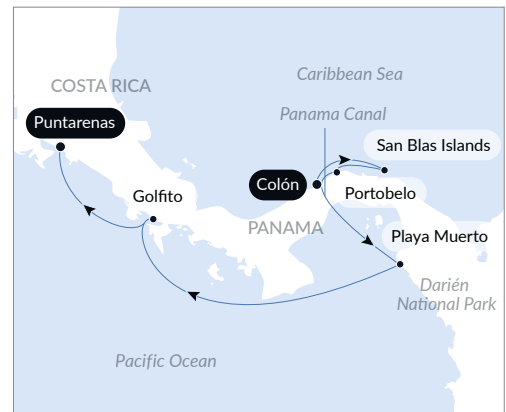 Caribbean Sea
COSTA RICA
Panama Canal
Puntarenas
San Blas Islands
Colón
Portobelo
Golfito
PANAMA
Playa Muerto
Darién
National Park
Pacific Ocean